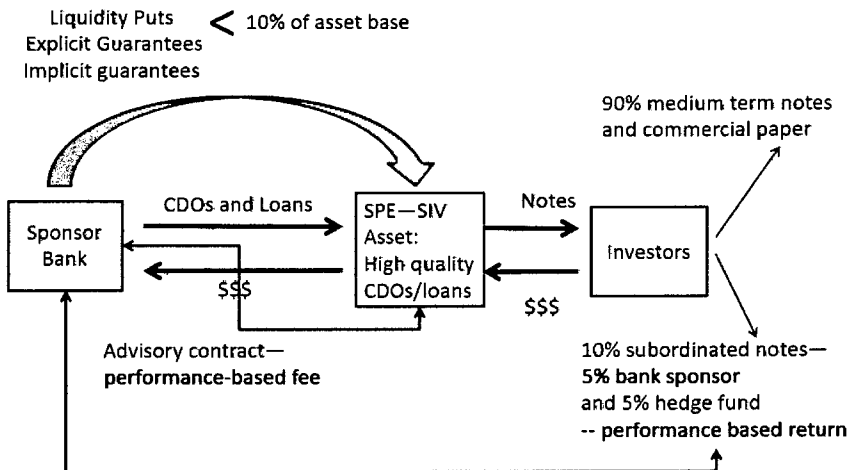 Liquidity Puts
Explicit Guarantees
Implicit guarantees
< 10% of asset base
90% medium term notes
and commercial paper
CDOs and Loans
Notes
Sponsor
Bank
SPE—SIV
Asset:
High quality
CDOs/loans
Investors
$$$
$$$
Advisory contract—
performance-based fee
10% subordinated notes—
5% bank sponsor
and 5% hedge fund
-- performance based return